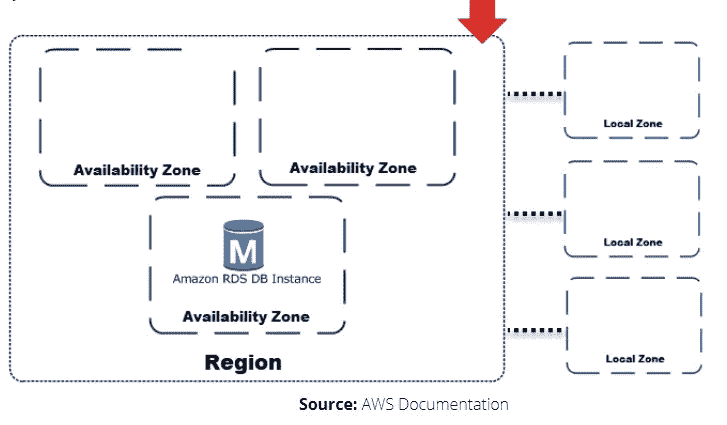 Availability Zone
Availability Zone
M
Amazon RDS DB Instance
Availability Zone
Region
Local Zone
Local Zone
Local Zone
Source: AWS Documentation